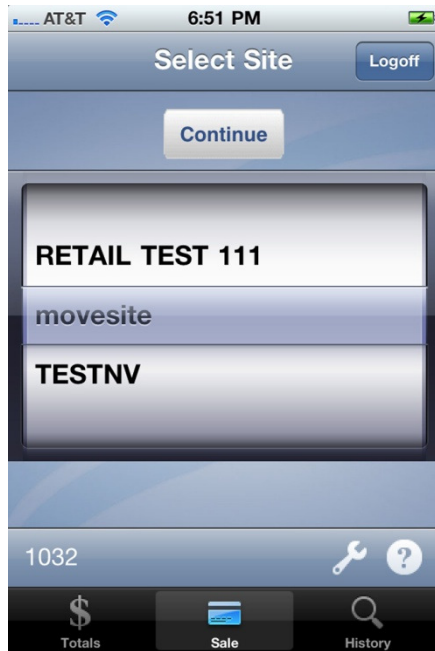 AT&T 6:51 PM
Select Site Logoff
Continue
RETAIL TEST 111
movesite
TESTNV
1032 ?
$
Totals Sale History